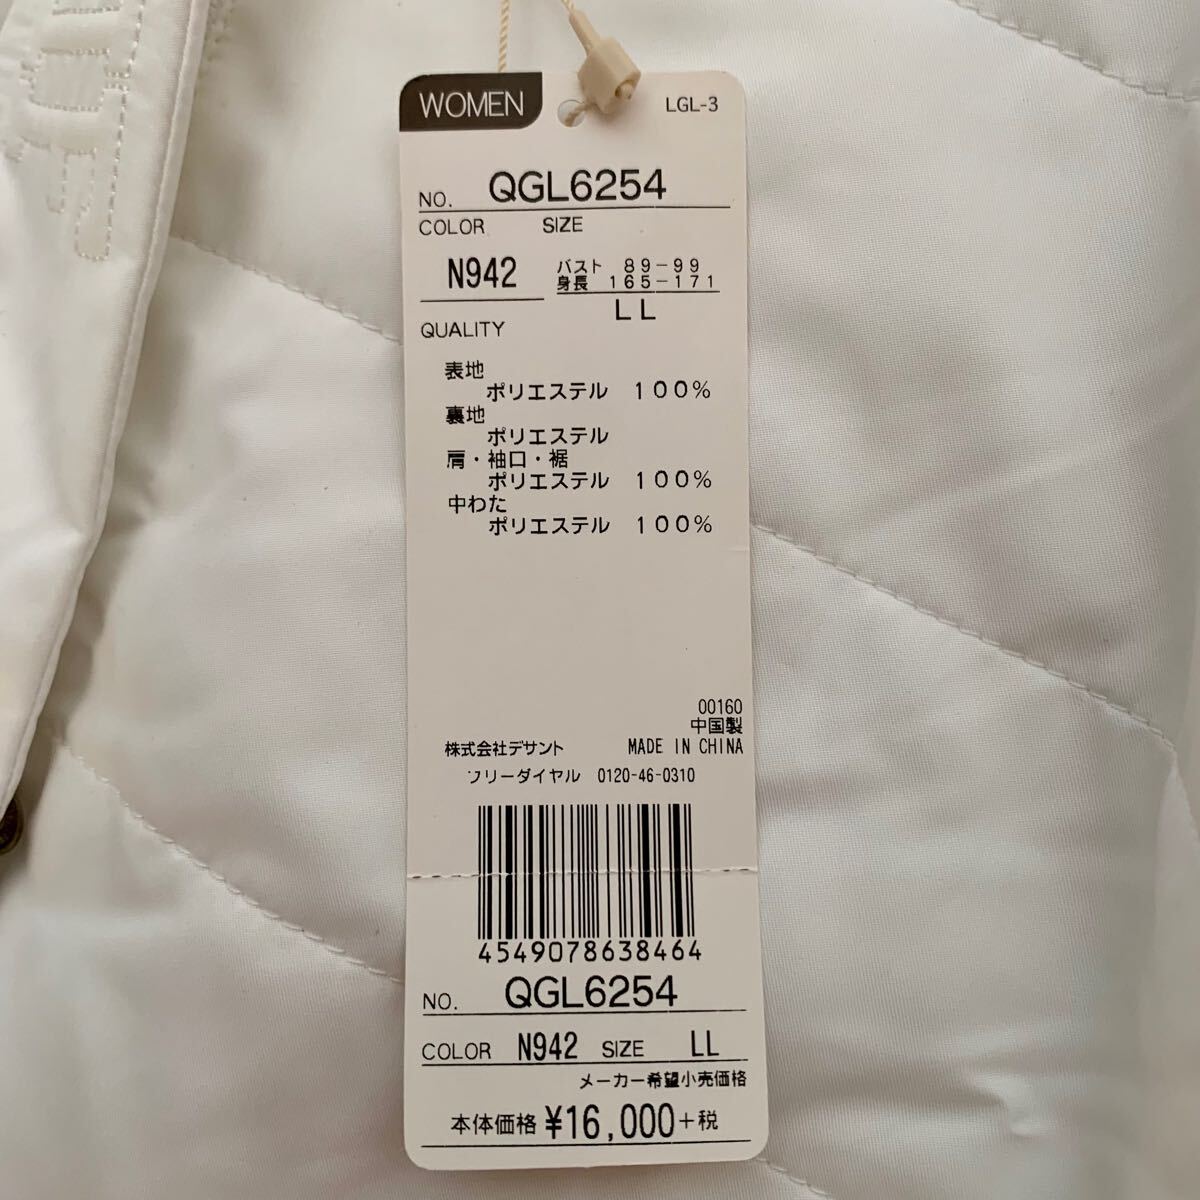 WOMEN
LGL-3
NO. QGL6254
COLOR SIZE
N942
バスト 89-99
身長 165-171
LL
QUALITY
表地
ポリエステル 100%
裏地
ポリエステル
肩・袖口・裾
ポリエステル 100%
中わた
ポリエステル 100%
00160
中国製
株式会社デサント MADE IN CHINA
フリーダイヤル 0120-46-0310
4549078638464
NO. QGL6254
COLOR N942 SIZE LL
メーカー希望小売価格
本体価格 ¥16,000+税